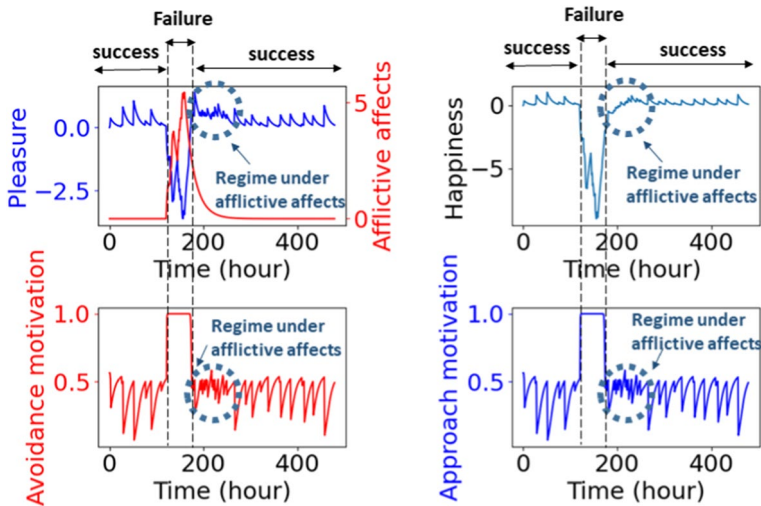 Failure
success
success
Pleasure
0.0
−2.5
5
0
Afflictive affects
Regime under
afflictive affects
0
200
400
Time (hour)
Failure
success
success
Happiness
0
−5
Regime under
afflictive affects
0
200
400
Time (hour)
Avoidance motivation
1.0
0.5
Regime under
afflictive affects
0
200
400
Time (hour)
Approach motivation
1.0
0.5
Regime under
afflictive affects
0
200
400
Time (hour)